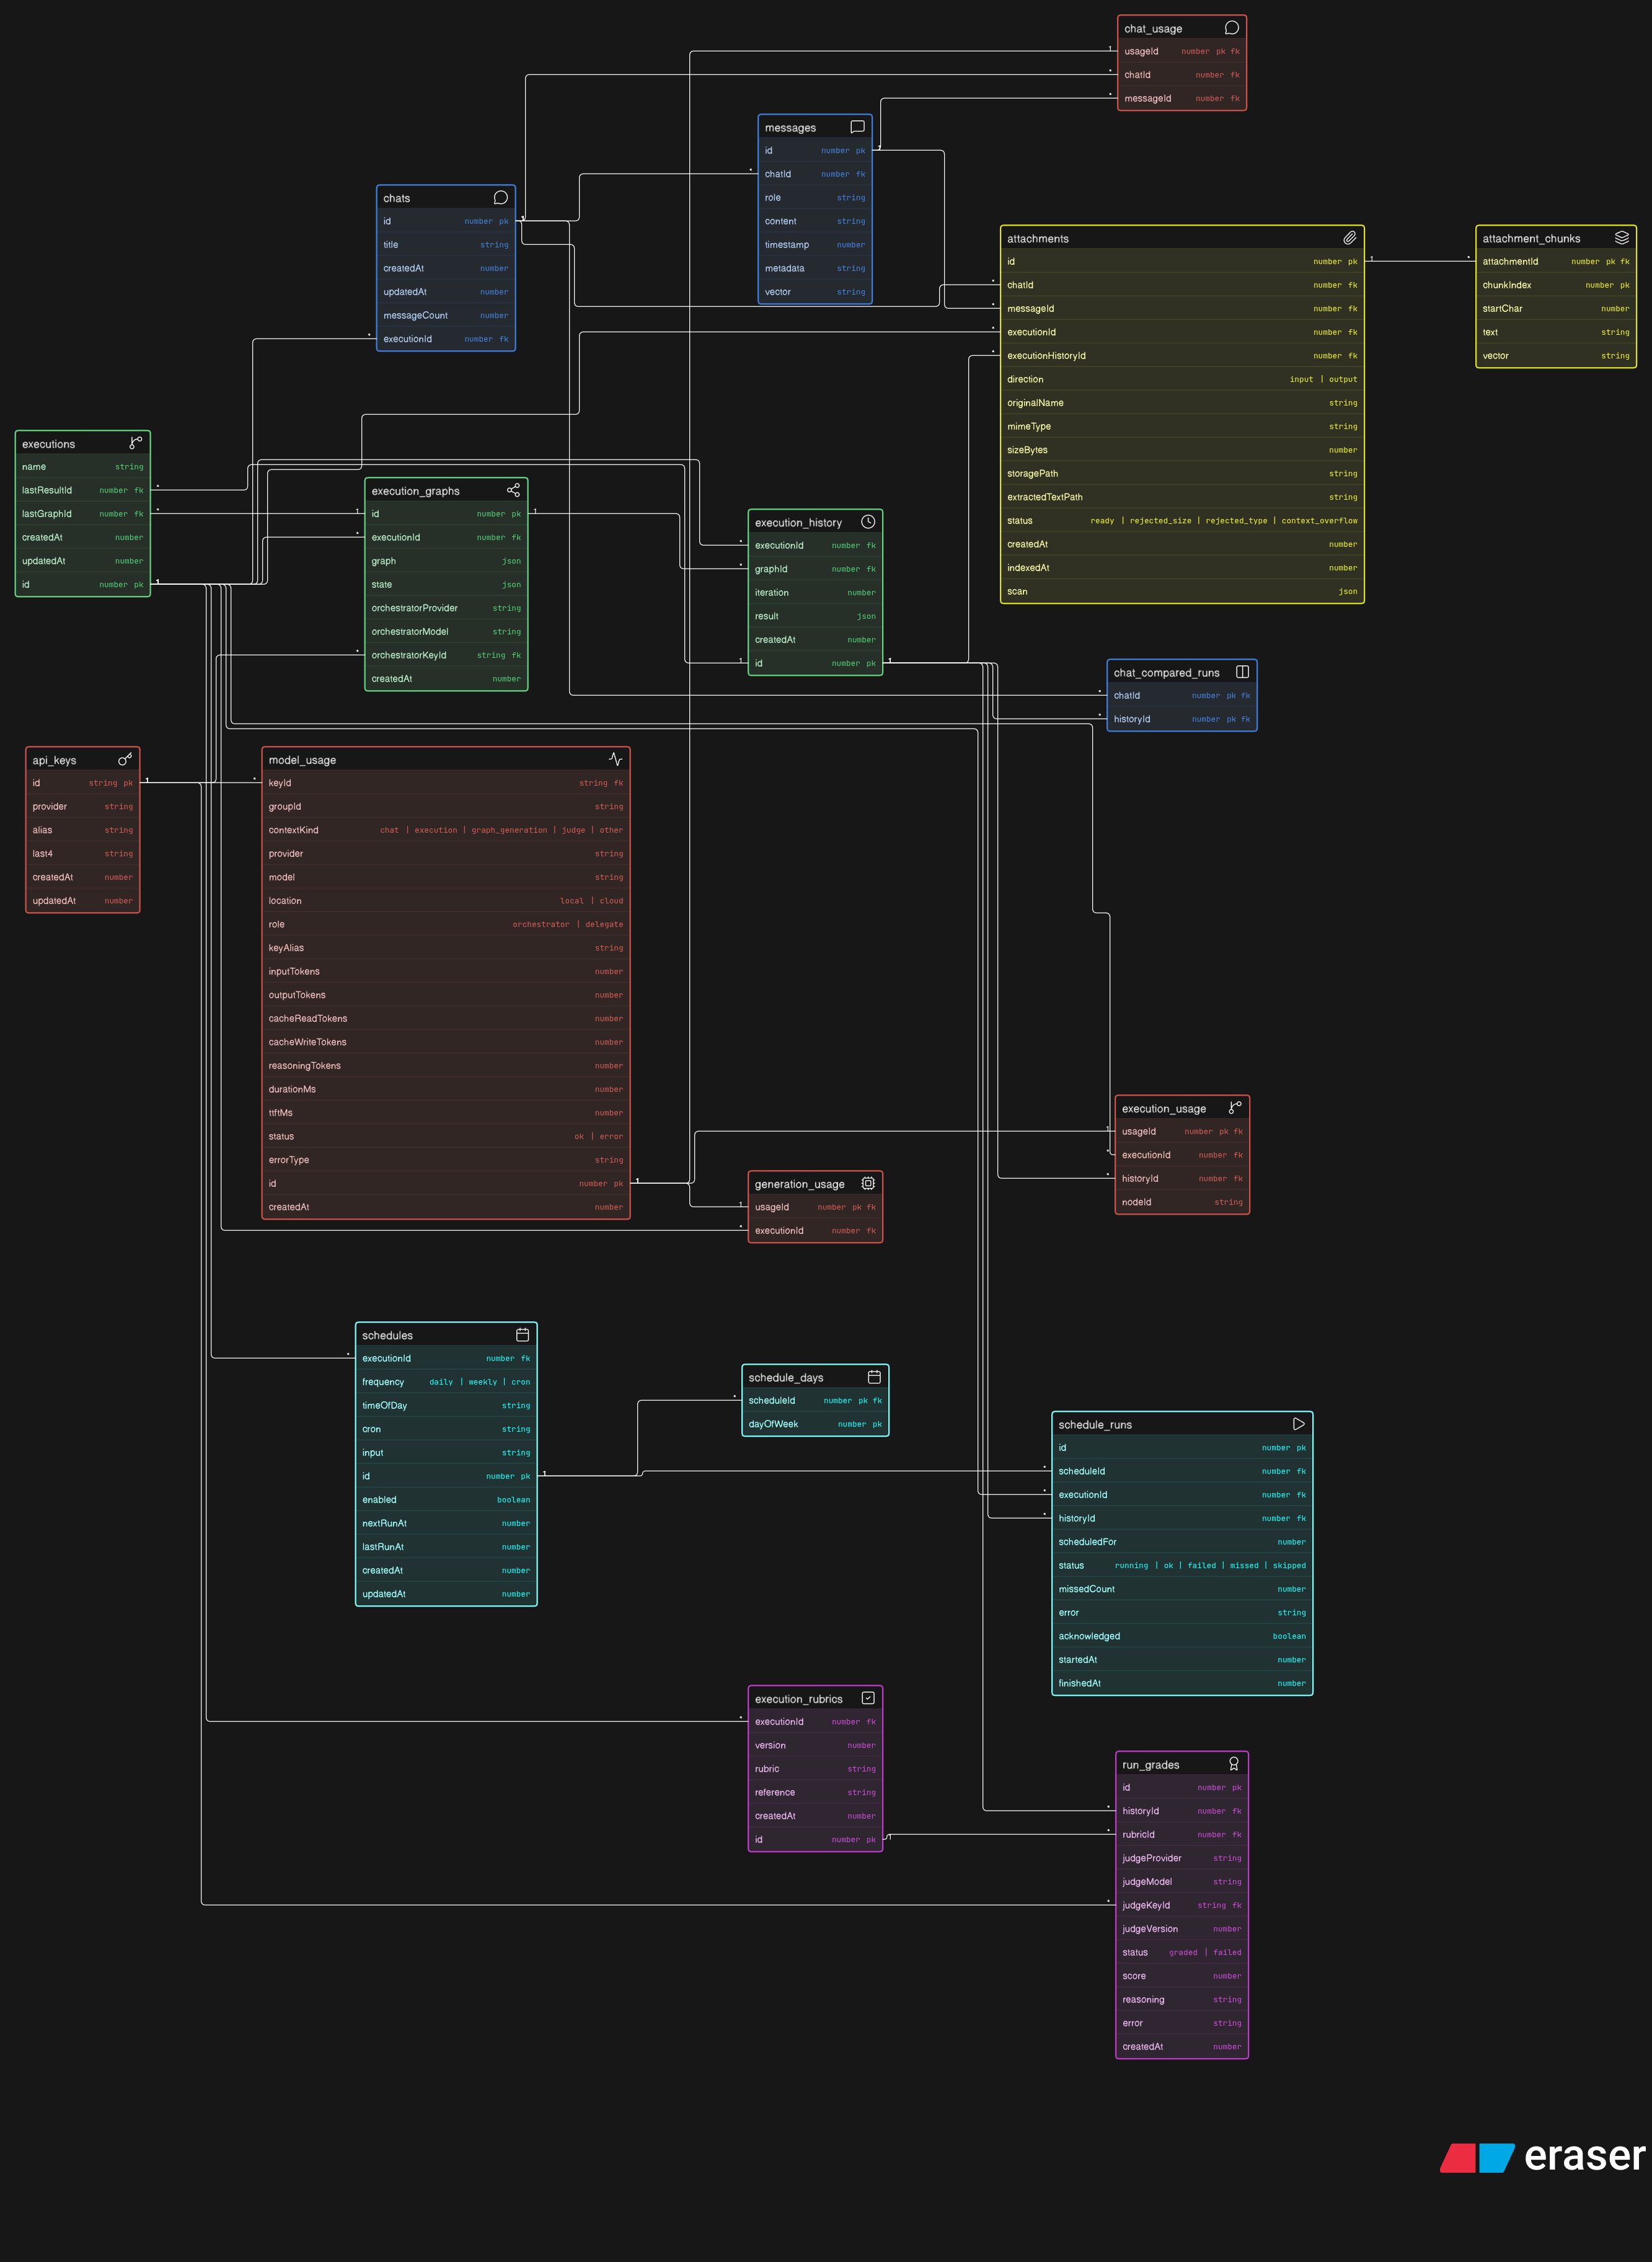 chat_usage
usageId number pk fk
chatId number fk
messageId number fk
messages
id number pk
chatId number fk
role string
content string
timestamp number
metadata string
vector string
chats
id number pk
title string
createdAt number
updatedAt number
messageCount number
executionId number fk
attachments
id number pk
chatId number fk
messageId number fk
executionId number fk
executionHistoryId number fk
direction input | output
originalName string
mimeType string
sizeBytes number
storagePath string
extractedTextPath string
status ready | rejected_size | rejected_type | context_overflow
createdAt number
indexedAt number
scan json
attachment_chunks
attachmentId number pk fk
chunkIndex number pk
startChar number
text string
vector string
executions
name string
lastResultId number fk
lastGraphId number fk
createdAt number
updatedAt number
id number pk
execution_graphs
id number pk
executionId number fk
graph json
state json
orchestratorProvider string
orchestratorModel string
orchestratorKeyId string fk
createdAt number
execution_history
executionId number fk
graphId number fk
iteration number
result json
createdAt number
id number pk
chat_compared_runs
chatId number pk fk
historyId number pk fk
api_keys
id string pk
provider string
alias string
last4 string
createdAt number
updatedAt number
model_usage
keyId string fk
groupId string
contextKind chat | execution | graph_generation | judge | other
provider string
model string
location local | cloud
role orchestrator | delegate
keyAlias string
inputTokens number
outputTokens number
cacheReadTokens number
cacheWriteTokens number
reasoningTokens number
durationMs number
ttftMs number
status ok | error
errorType string
id number pk
createdAt number
execution_usage
usageId number pk fk
executionId number fk
historyId number fk
nodeId string
generation_usage
usageId number pk fk
executionId number fk
schedules
executionId number fk
frequency daily | weekly | cron
timeOfDay string
cron string
input string
id number pk
enabled boolean
nextRunAt number
lastRunAt number
createdAt number
updatedAt number
schedule_days
scheduleId number pk fk
dayOfWeek number pk
schedule_runs
id number pk
scheduleId number fk
executionId number fk
historyId number fk
scheduledFor number
status running | ok | failed | missed | skipped
missedCount number
error string
acknowledged boolean
startedAt number
finishedAt number
execution_rubrics
executionId number fk
version number
rubric string
reference string
createdAt number
id number pk
run_grades
id number pk
historyId number fk
rubricId number fk
judgeProvider string
judgeModel string
judgeKeyId string fk
judgeVersion number
status graded | failed
score number
reasoning string
error string
createdAt number
eraser